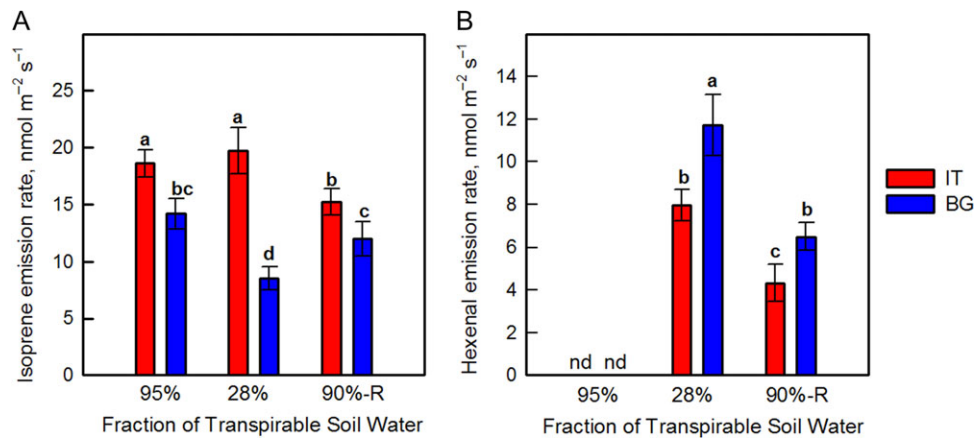 A
Isoprene emission rate, nmol m⁻² s⁻¹
25
20
15
10
5
0
a
bc
a
d
b
c
95% 28% 90%-R
Fraction of Transpirable Soil Water
B
Hexenal emission rate, nmol m⁻² s⁻¹
14
12
10
8
6
4
2
0
nd nd
b
a
c
b
95% 28% 90%-R
Fraction of Transpirable Soil Water
IT
BG